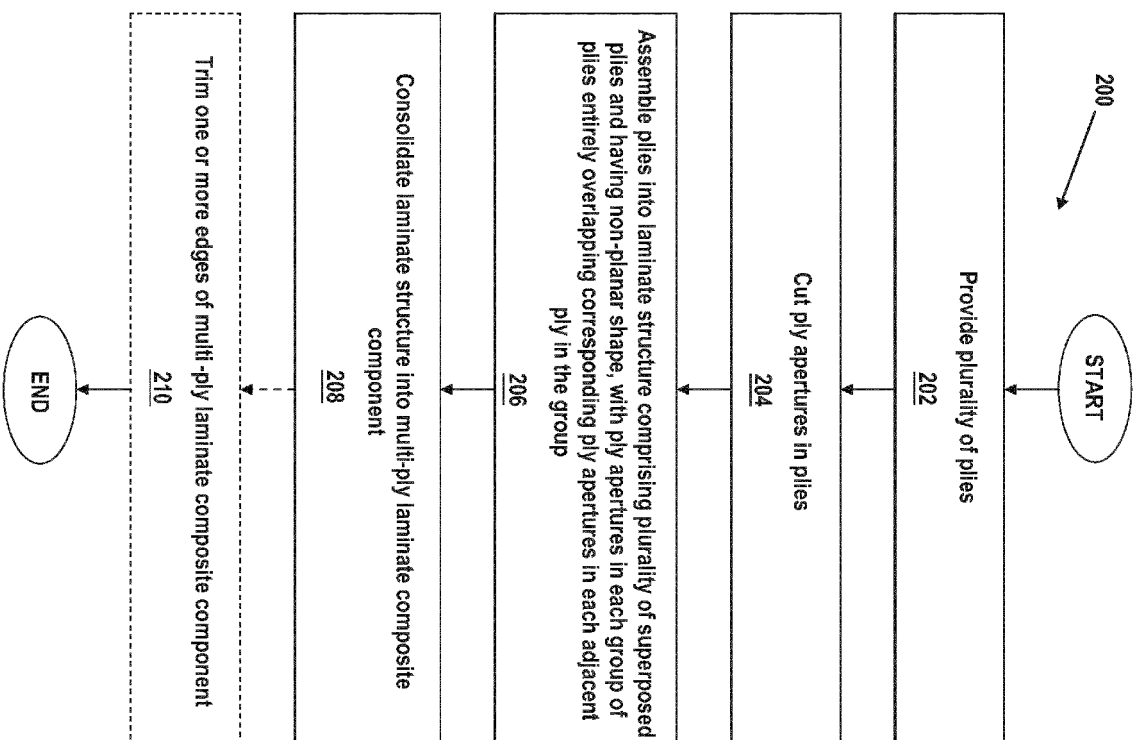 200
START
Provide plurality of plies
202
Cut ply apertures in plies
204
Assemble plies into laminate structure comprising plurality of superposed
plies and having non-planar shape, with ply apertures in each group of
plies entirely overlapping corresponding ply apertures in each adjacent
ply in the group
206
Consolidate laminate structure into multi-ply laminate composite
component
208
Trim one or more edges of multi -ply laminate composite component
210
END